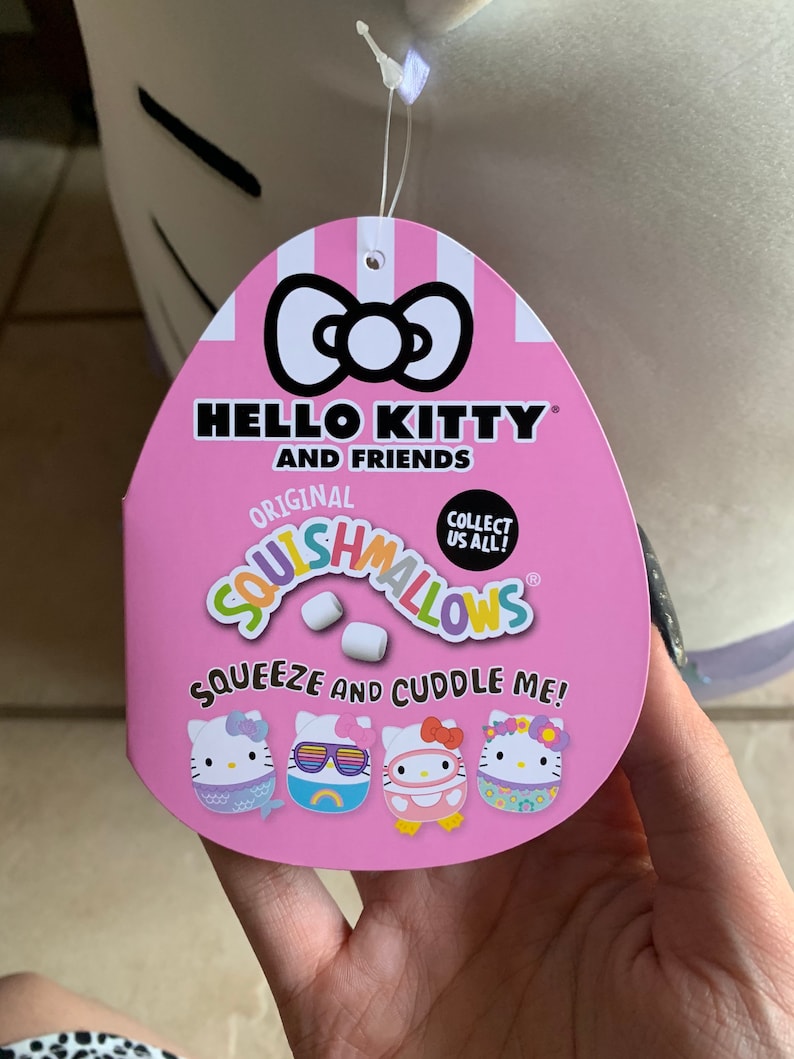 HELLO KITTY®
AND FRIENDS
ORIGINAL
SQUISHMALLOWS®
COLLECT
US ALL!
SQUEEZE AND CUDDLE ME!